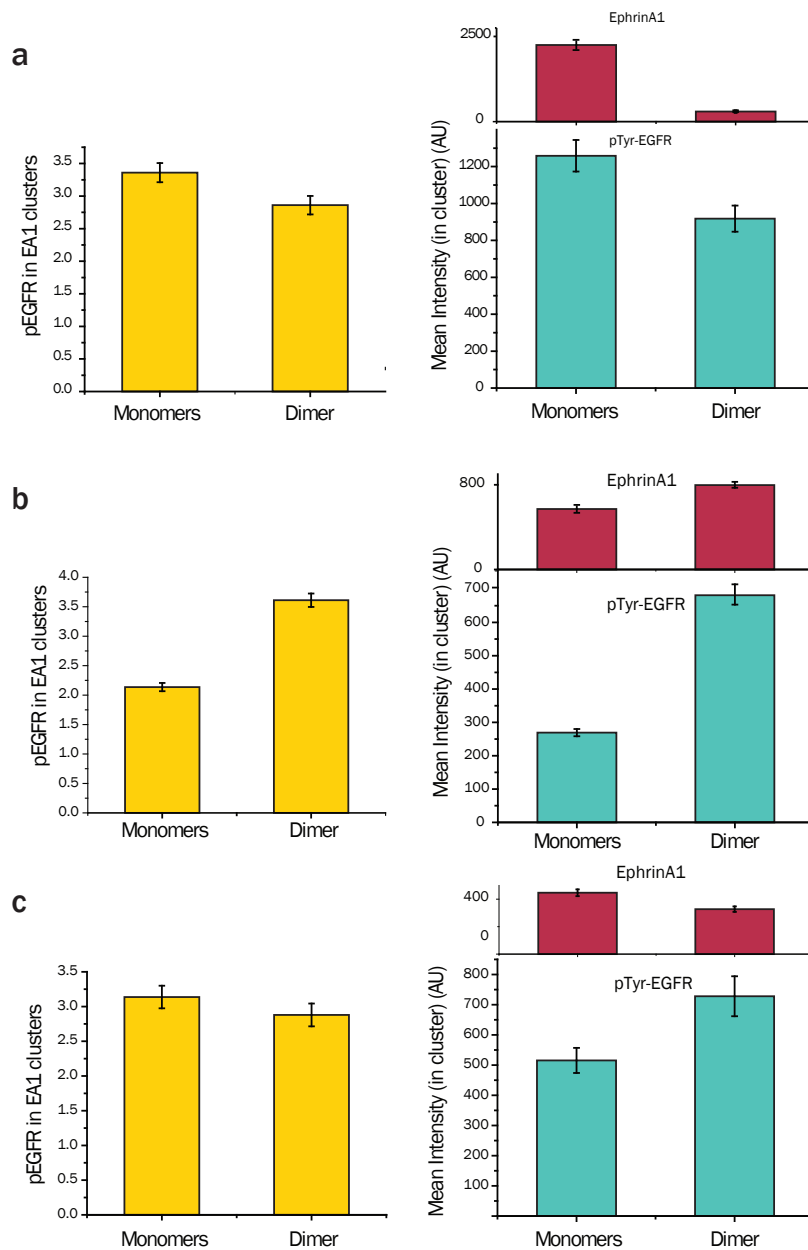 a
pEGFR in EA1 clusters
3.5
3.0
2.5
2.0
1.5
1.0
0.5
0.0
Monomers Dimer
EphrinA1
2500
0
pTyr-EGFR
Mean Intensity (in cluster) (AU)
1200
1000
800
600
400
200
0
Monomers Dimer
b
pEGFR in EA1 clusters
4.0
3.5
3.0
2.5
2.0
1.5
1.0
0.5
0.0
Monomers Dimer
EphrinA1
800
0
pTyr-EGFR
Mean Intensity (in cluster) (AU)
700
600
500
400
300
200
100
0
Monomers Dimer
c
pEGFR in EA1 clusters
3.5
3.0
2.5
2.0
1.5
1.0
0.5
0.0
Monomers Dimer
EphrinA1
400
0
pTyr-EGFR
Mean Intensity (in cluster) (AU)
800
700
600
500
400
300
200
100
Monomers Dimer